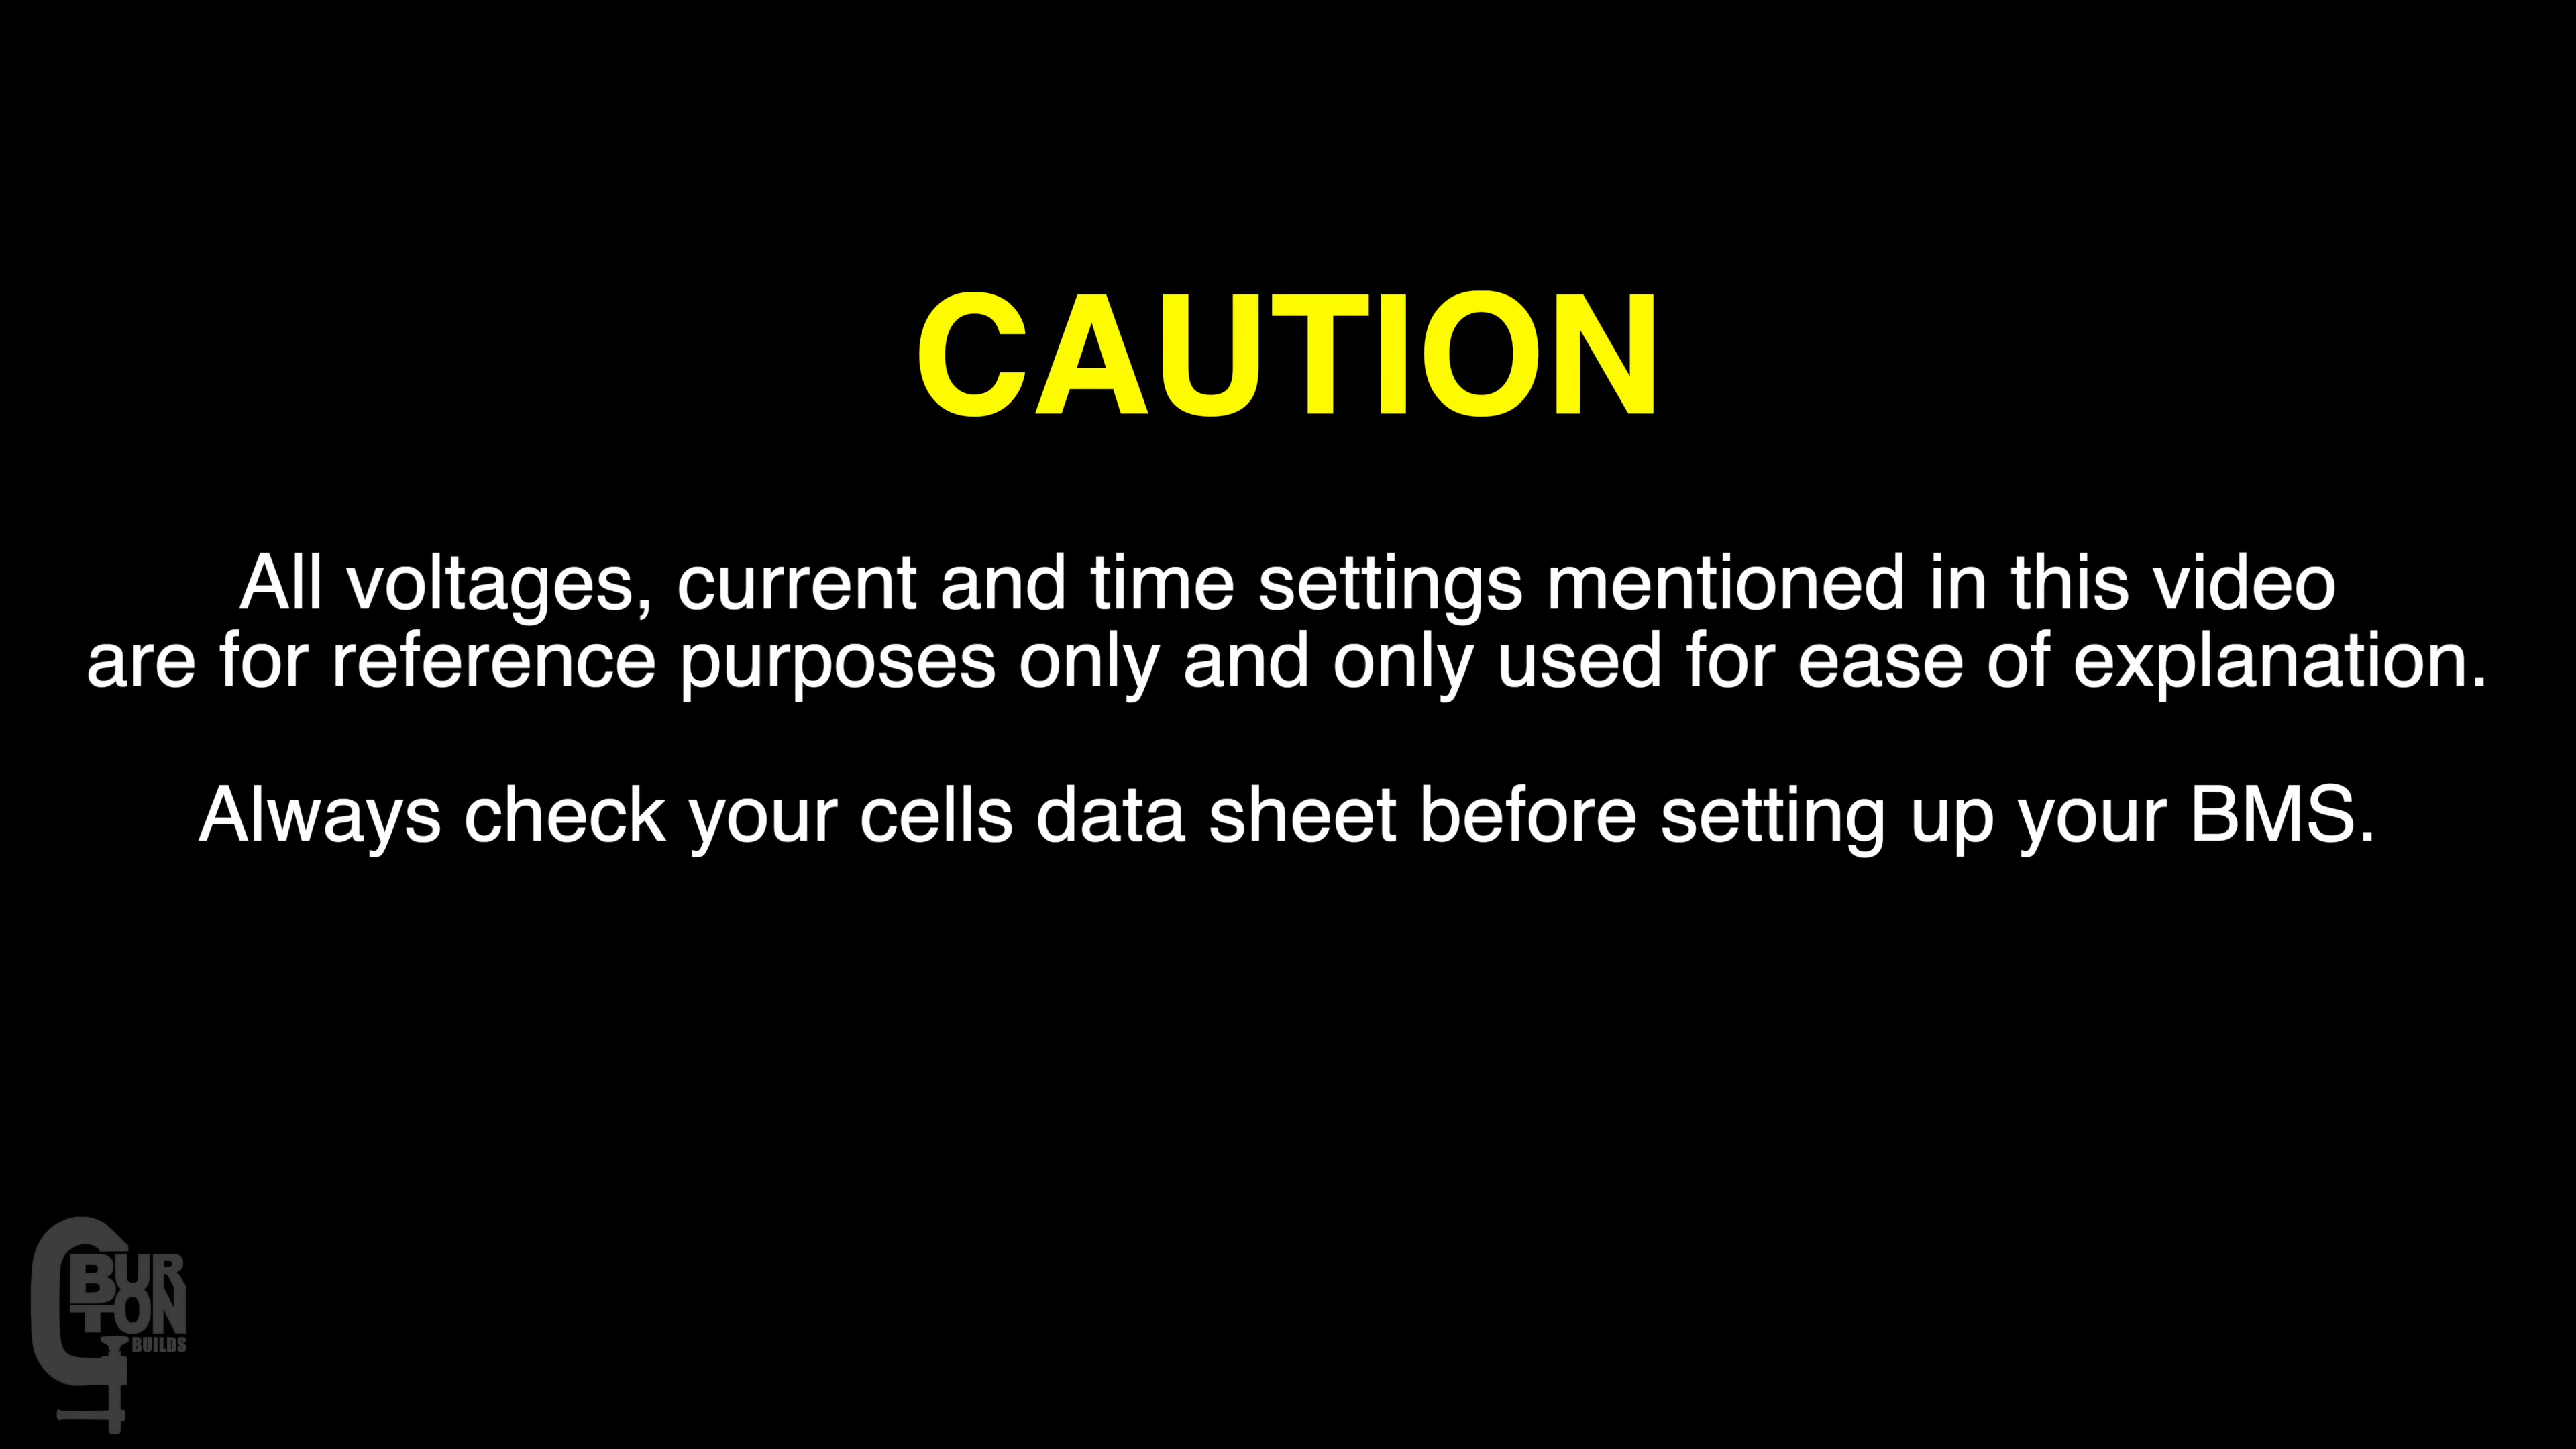 CAUTION
All voltages, current and time settings mentioned in this video
are for reference purposes only and only used for ease of explanation.
Always check your cells data sheet before setting up your BMS.
BUR
TON
BUILDS